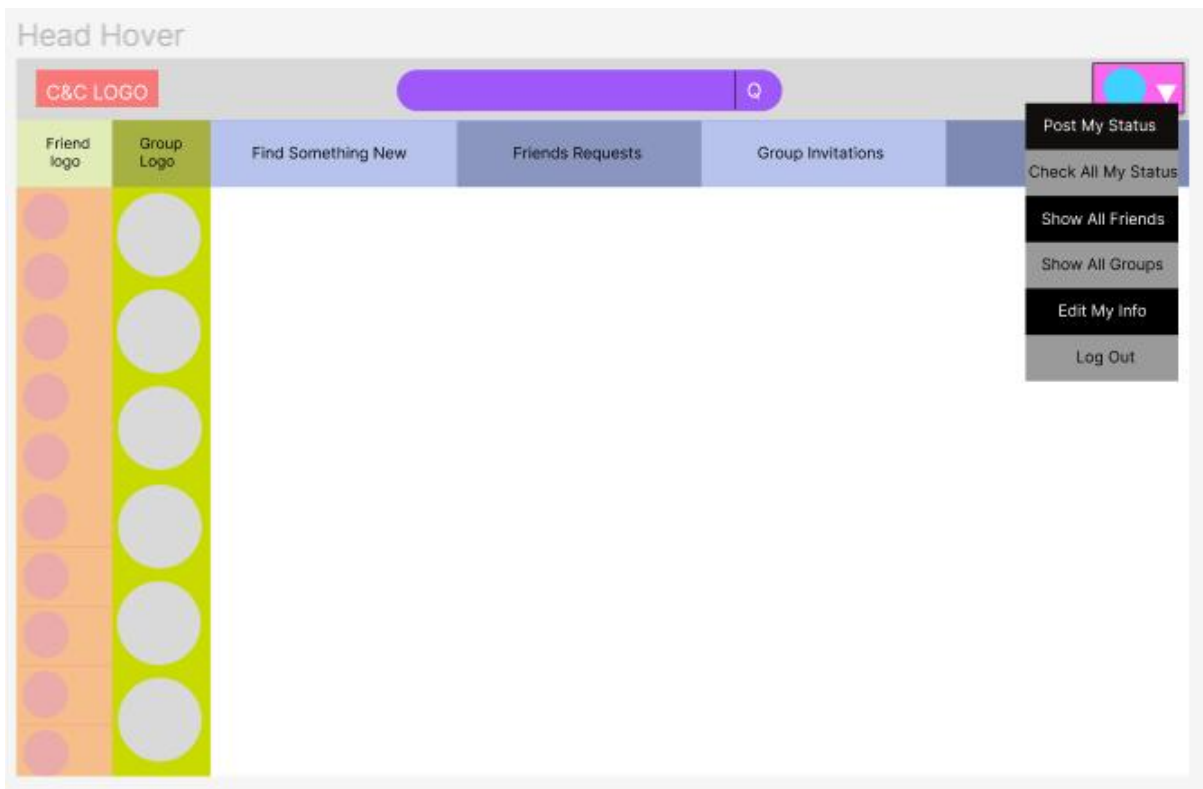 Head Hover
C&C LOGO
Q
Friend
logo
Group
Logo
Find Something New
Friends Requests
Group Invitations
Post My Status
Check All My Status
Show All Friends
Show All Groups
Edit My Info
Log Out